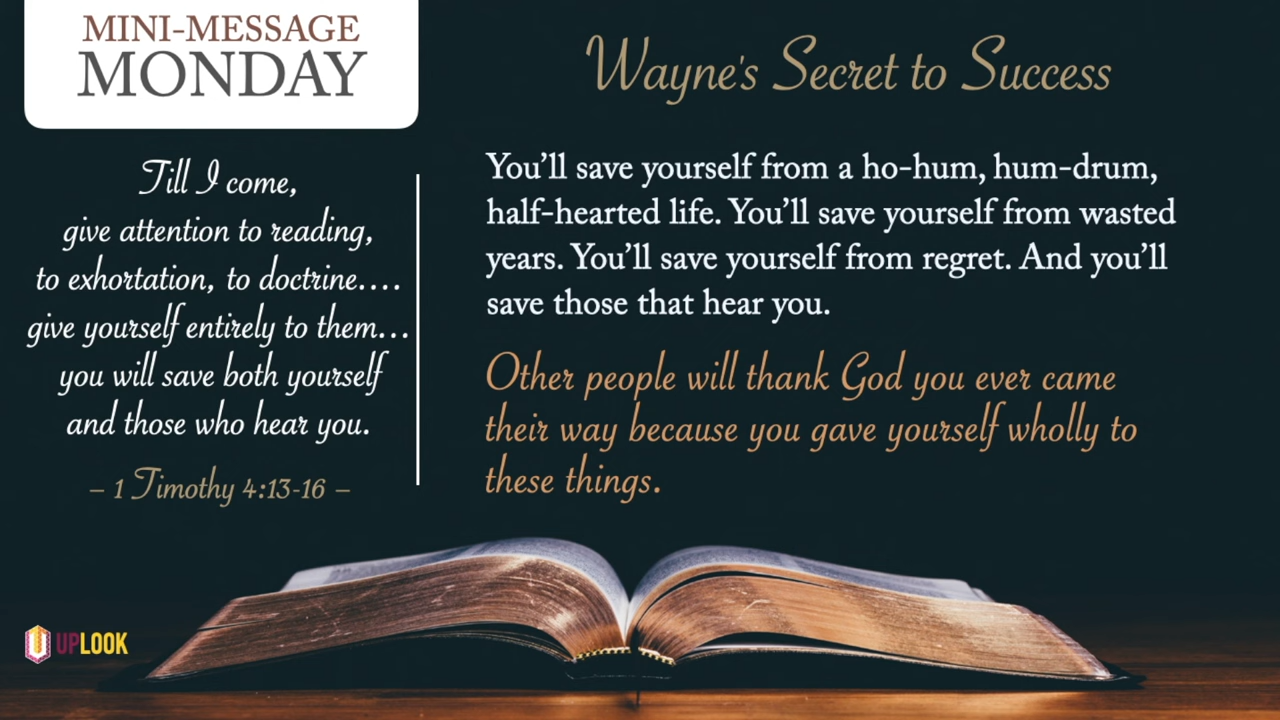 MINI-MESSAGE
MONDAY
Till I come,
give attention to reading,
to exhortation, to doctrine....
give yourself entirely to them...
you will save both yourself
and those who hear you.
– 1 Timothy 4:13-16 –
Wayne's Secret to Success
You’ll save yourself from a ho-hum, hum-drum,
half-hearted life. You’ll save yourself from wasted
years. You’ll save yourself from regret. And you’ll
save those that hear you.
Other people will thank God you ever came
their way because you gave yourself wholly to
these things.
UPLOOK